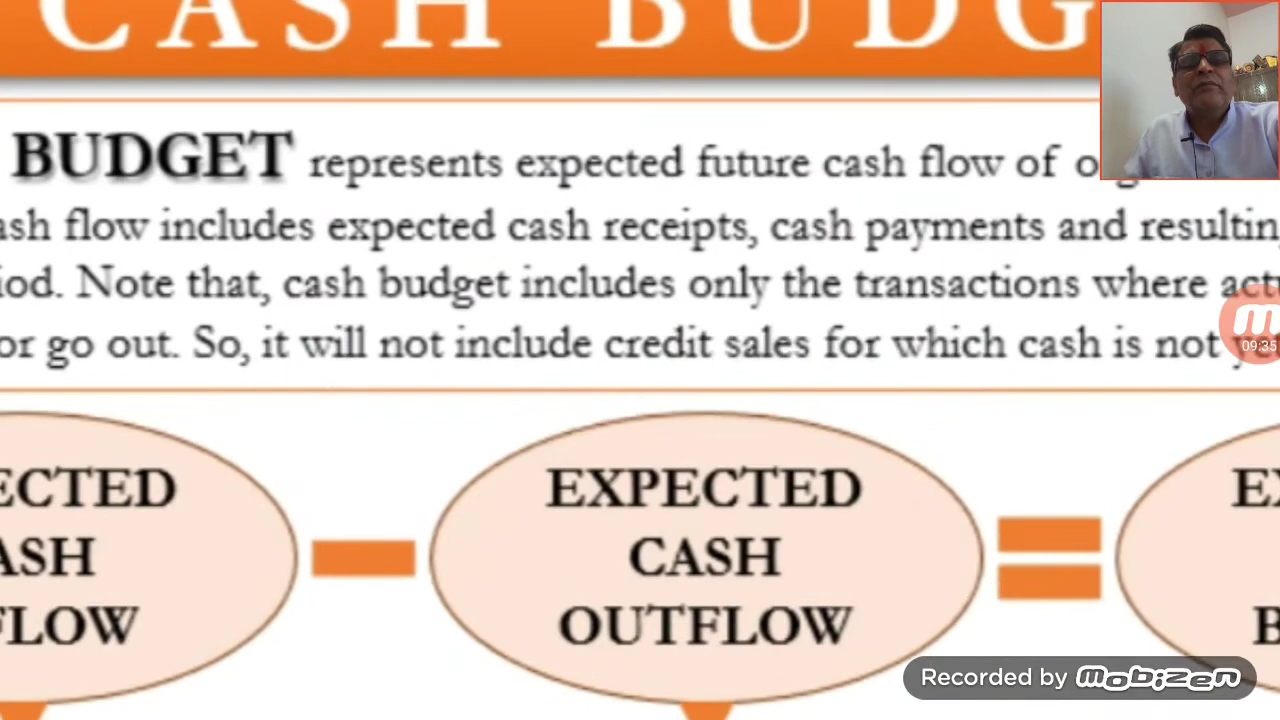 CASH BUDG
BUDGET represents expected future cash flow of
ash flow includes expected cash receipts, cash payments and resulting
iod. Note that, cash budget includes only the transactions where
or go out. So, it will not include credit sales for which cash is not
ECTED
ASH
FLOW
EXPECTED
CASH
OUTFLOW
EX
B
09:35
Recorded by mobizen